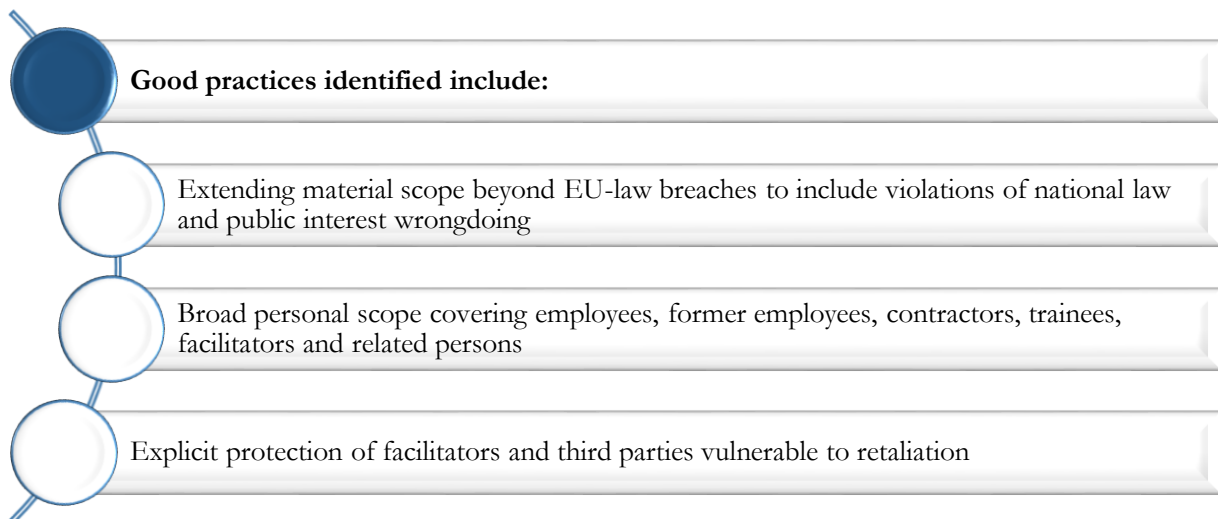 Good practices identified include:
Extending material scope beyond EU-law breaches to include violations of national law
and public interest wrongdoing
Broad personal scope covering employees, former employees, contractors, trainees,
facilitators and related persons
Explicit protection of facilitators and third parties vulnerable to retaliation